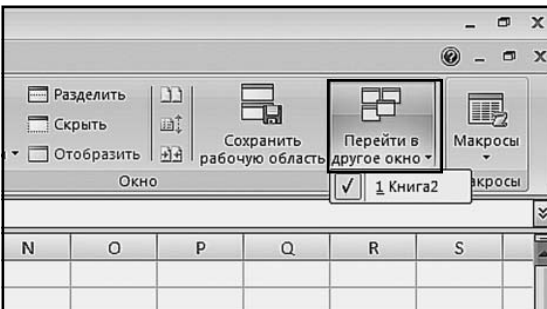 Разделить
Скрыть
Отобразить
Сохранить
рабочую область
Перейти в
другое окно
Макросы
Окно
акросы
1 Книга2
N O P Q R S